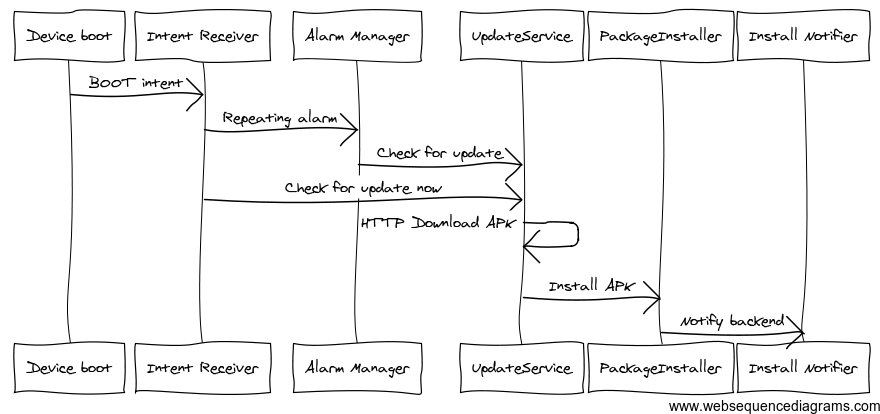 Device boot
Intent Receiver
Alarm Manager
UpdateService
PackageInstaller
Install Notifier
BOOT intent
Repeating alarm
Check for update
Check for update now
HTTP Download APK
Install APK
Notify backend
Device boot
Intent Receiver
Alarm Manager
UpdateService
PackageInstaller
Install Notifier
www.websequencediagrams.com